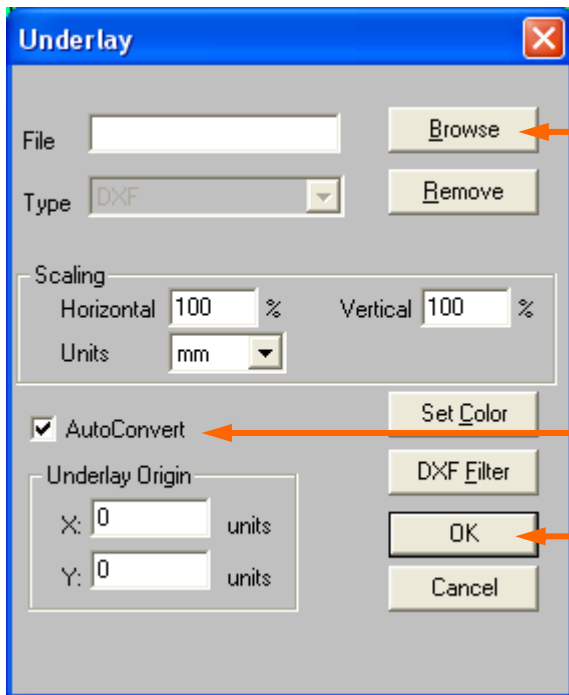 Underlay
File
Browse
Type DXF
Remove
Scaling
Horizontal 100 % Vertical 100 %
Units mm
AutoConvert
Set Color
Underlay Origin
DXF Filter
X: 0 units
OK
Y: 0 units
Cancel